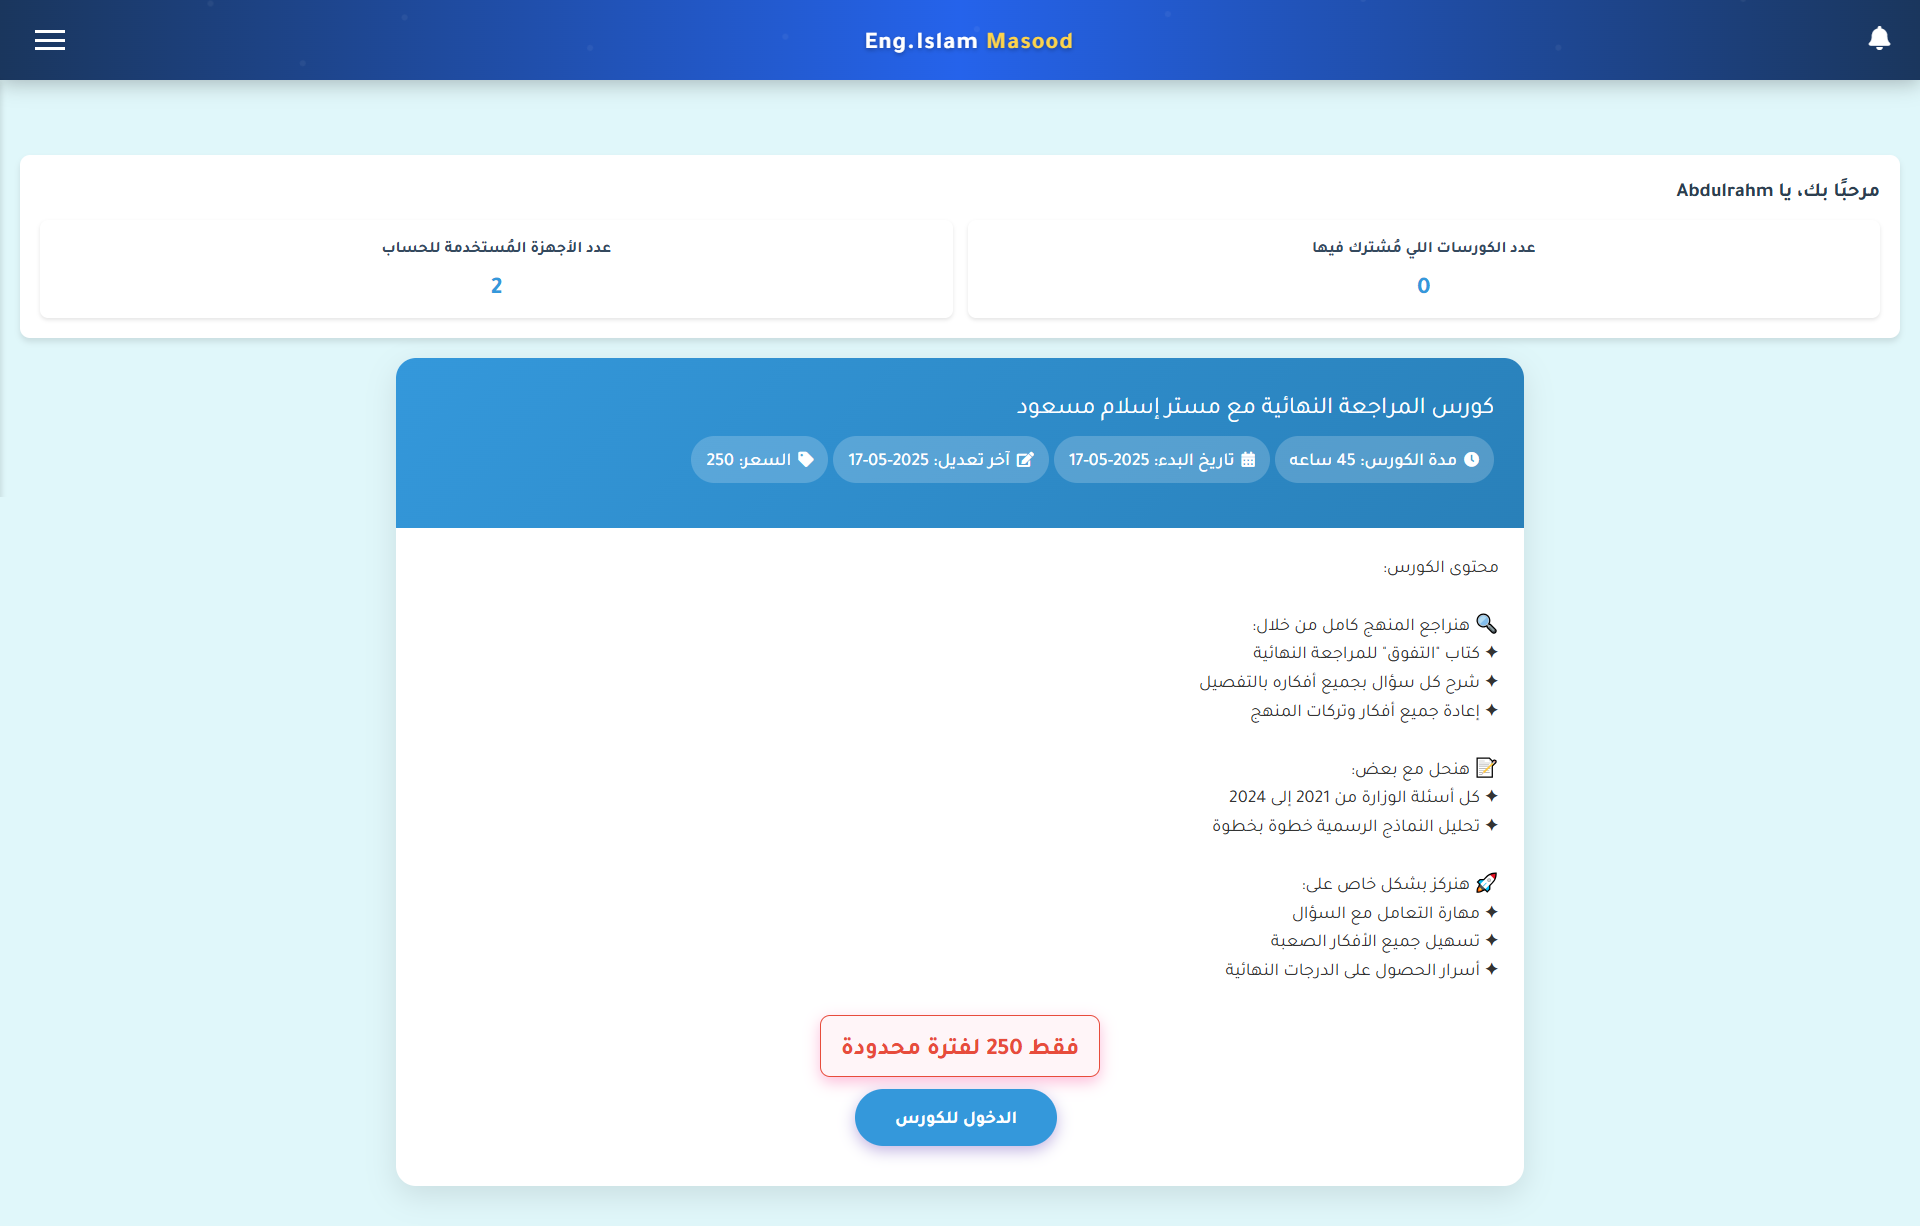 Eng.Islam Masood
مرحبًا بك، يا Abdulrahm
عدد الكورسات اللي مُشترك فيها
0
عدد الأجهزة المُستخدمة للحساب
2
كورس المراجعة النهائية مع مستر إسلام مسعود
مدة الكورس: 45 ساعه
تاريخ البدء: 2025-05-17
آخر تعديل: 2025-05-17
السعر: 250
محتوى الكورس:
🔍 هنراجع المنهج كامل من خلال:
✦ كتاب "التفوق" للمراجعة النهائية
✦ شرح كل سؤال بجميع أفكاره بالتفصيل
✦ إعادة جميع أفكار وتركات المنهج
📝 هنحل مع بعض:
✦ كل أسئلة الوزارة من 2021 إلى 2024
✦ تحليل النماذج الرسمية خطوة بخطوة
🚀 هنركز بشكل خاص على:
✦ مهارة التعامل مع السؤال
✦ تسهيل جميع الأفكار الصعبة
✦ أسرار الحصول على الدرجات النهائية
فقط 250 لفترة محدودة
الدخول للكورس